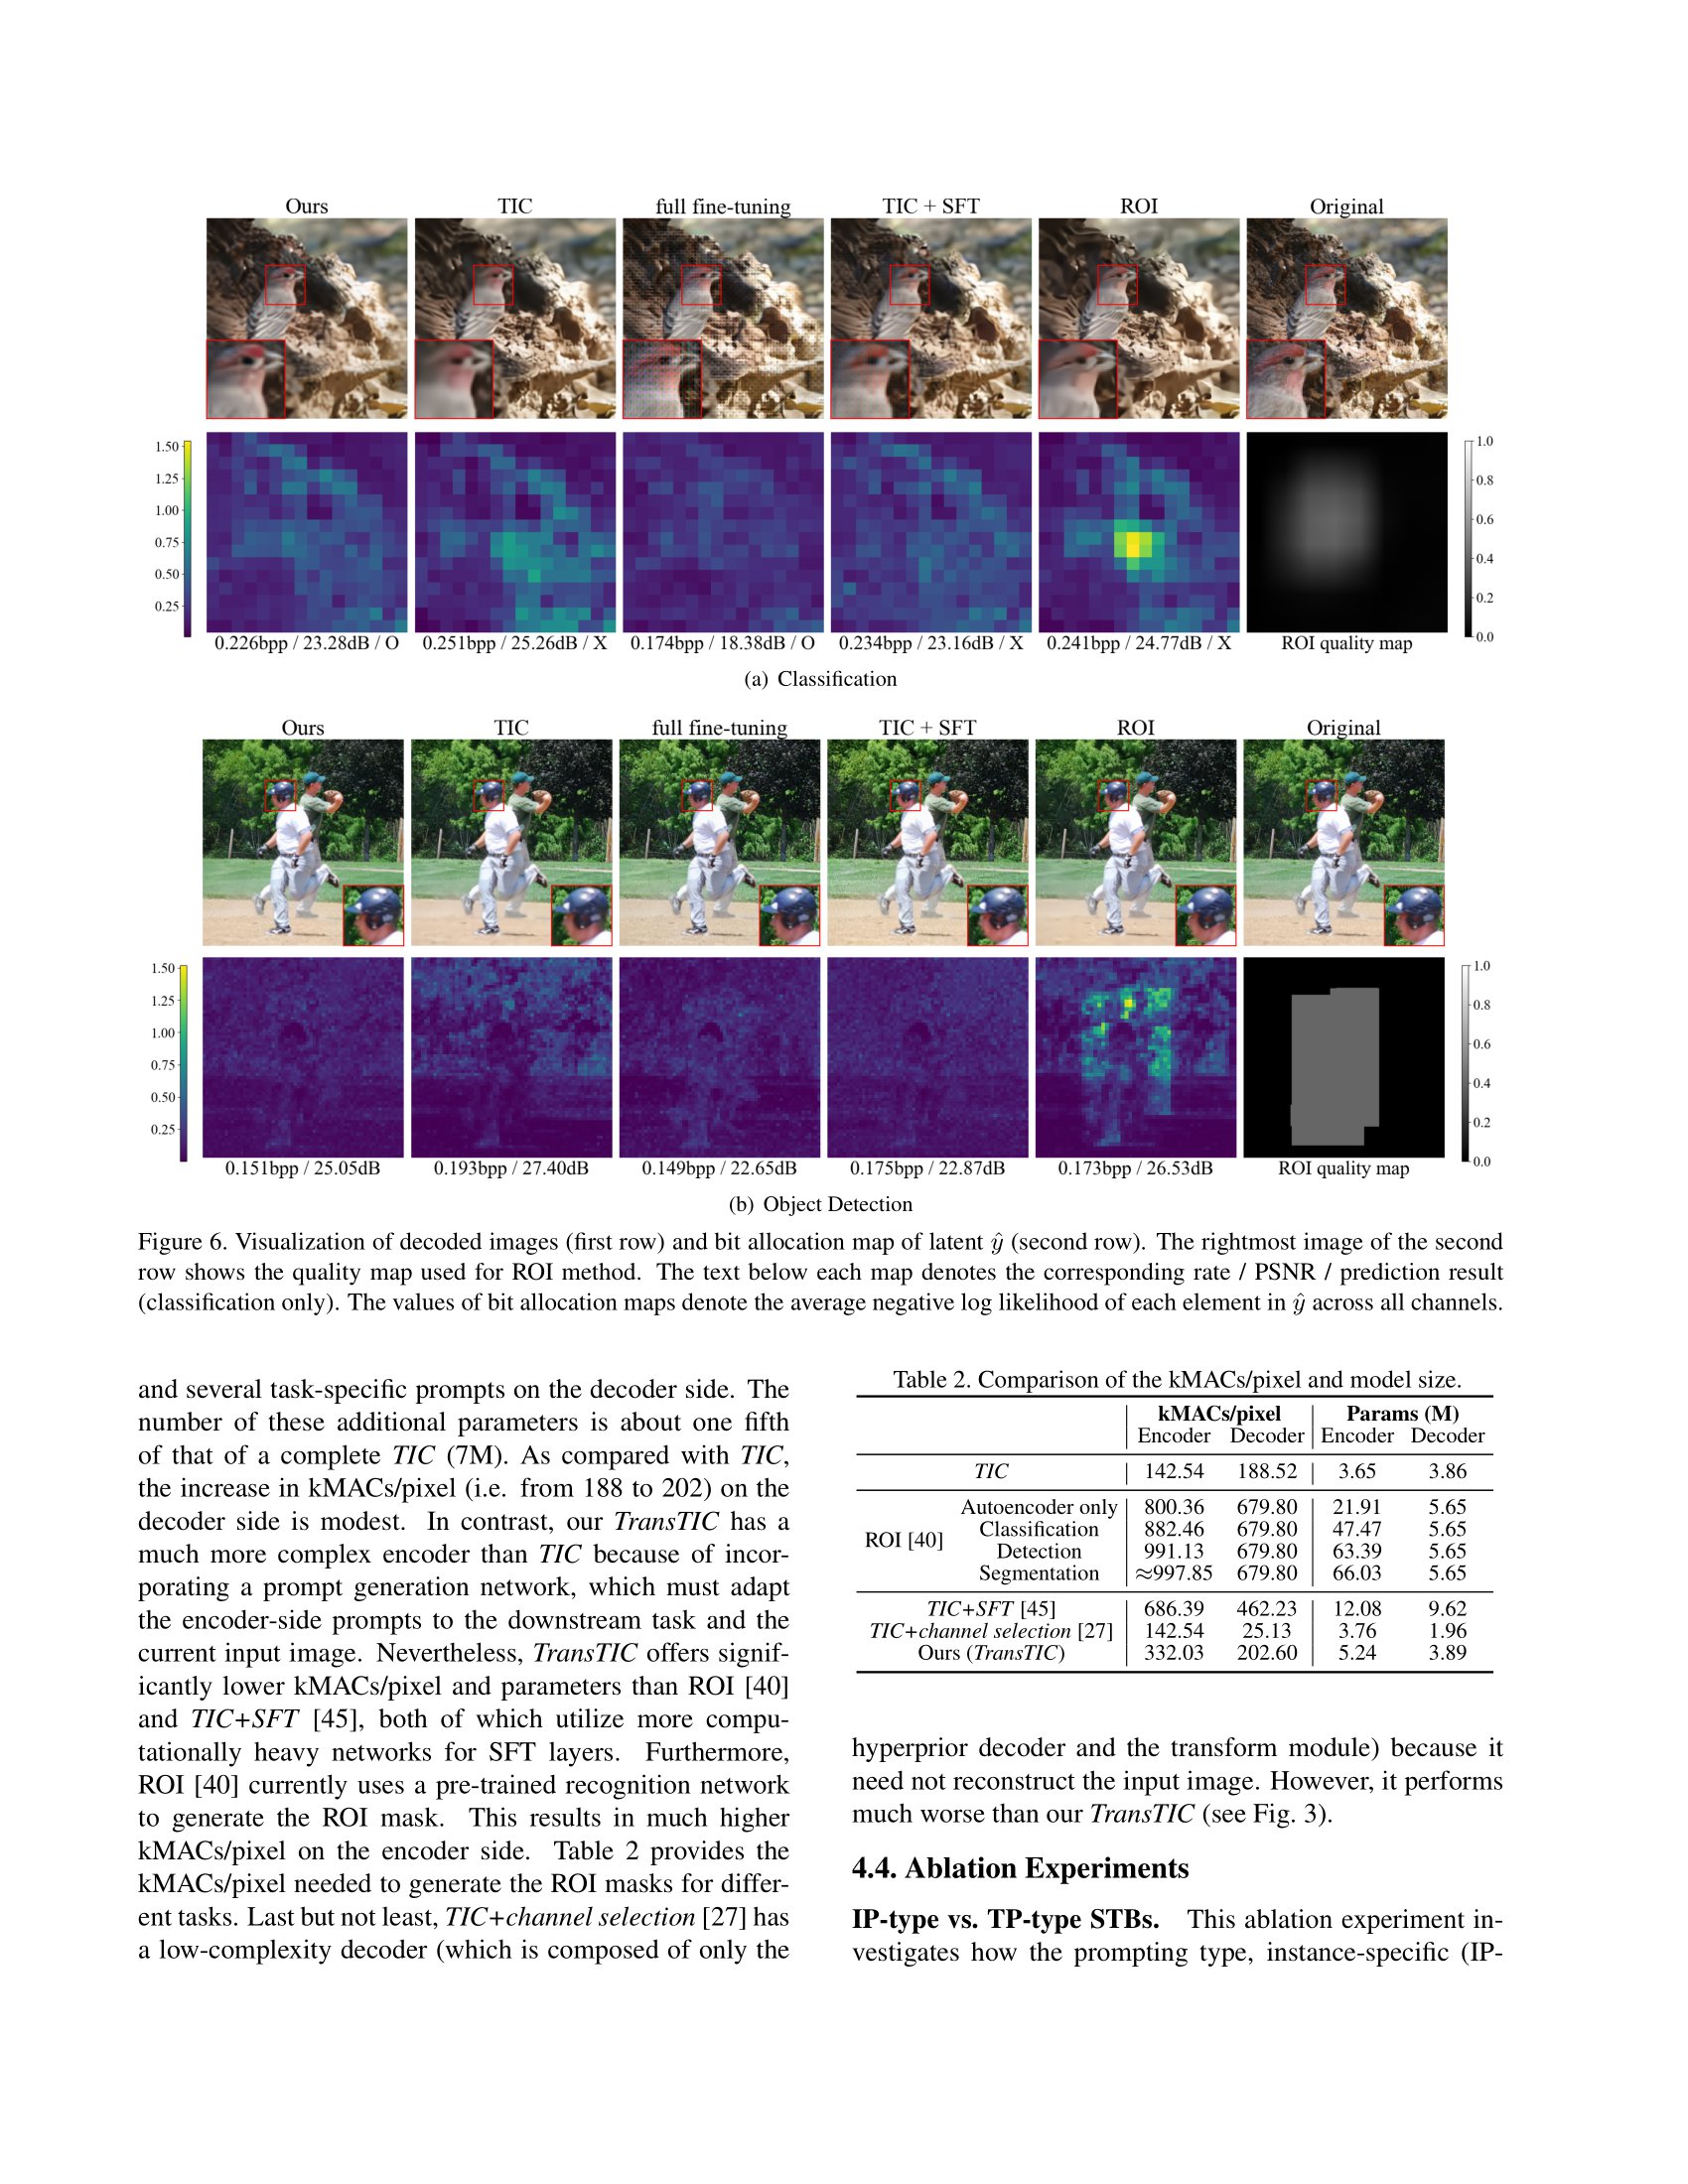 Ours TIC full fine-tuning TIC + SFT ROI Original
1.50
1.25
1.00
0.75
0.50
0.25
1.0
0.8
0.6
0.4
0.2
0.0
0.226bpp / 23.28dB / O 0.251bpp / 25.26dB / X 0.174bpp / 18.38dB / O 0.234bpp / 23.16dB / X 0.241bpp / 24.77dB / X ROI quality map
(a) Classification
Ours TIC full fine-tuning TIC + SFT ROI Original
1.50
1.25
1.00
0.75
0.50
0.25
1.0
0.8
0.6
0.4
0.2
0.0
0.151bpp / 25.05dB 0.193bpp / 27.40dB 0.149bpp / 22.65dB 0.175bpp / 22.87dB 0.173bpp / 26.53dB ROI quality map
(b) Object Detection
Figure 6. Visualization of decoded images (first row) and bit allocation map of latent ŷ (second row). The rightmost image of the second
row shows the quality map used for ROI method. The text below each map denotes the corresponding rate / PSNR / prediction result
(classification only). The values of bit allocation maps denote the average negative log likelihood of each element in ŷ across all channels.
and several task-specific prompts on the decoder side. The
number of these additional parameters is about one fifth
of that of a complete TIC (7M). As compared with TIC,
the increase in kMACs/pixel (i.e. from 188 to 202) on the
decoder side is modest. In contrast, our TransTIC has a
much more complex encoder than TIC because of incor-
porating a prompt generation network, which must adapt
the encoder-side prompts to the downstream task and the
current input image. Nevertheless, TransTIC offers signif-
icantly lower kMACs/pixel and parameters than ROI [40]
and TIC+SFT [45], both of which utilize more compu-
tationally heavy networks for SFT layers. Furthermore,
ROI [40] currently uses a pre-trained recognition network
to generate the ROI mask. This results in much higher
kMACs/pixel on the encoder side. Table 2 provides the
kMACs/pixel needed to generate the ROI masks for differ-
ent tasks. Last but not least, TIC+channel selection [27] has
a low-complexity decoder (which is composed of only the
Table 2. Comparison of the kMACs/pixel and model size.
kMACs/pixel Params (M)
Encoder Decoder Encoder Decoder
TIC 142.54 188.52 3.65 3.86
ROI [40]
Autoencoder only 800.36 679.80 21.91 5.65
Classification 882.46 679.80 47.47 5.65
Detection 991.13 679.80 63.39 5.65
Segmentation ≈997.85 679.80 66.03 5.65
TIC+SFT [45] 686.39 462.23 12.08 9.62
TIC+channel selection [27] 142.54 25.13 3.76 1.96
Ours (TransTIC) 332.03 202.60 5.24 3.89
hyperprior decoder and the transform module) because it
need not reconstruct the input image. However, it performs
much worse than our TransTIC (see Fig. 3).
4.4. Ablation Experiments
IP-type vs. TP-type STBs. This ablation experiment in-
vestigates how the prompting type, instance-specific (IP-